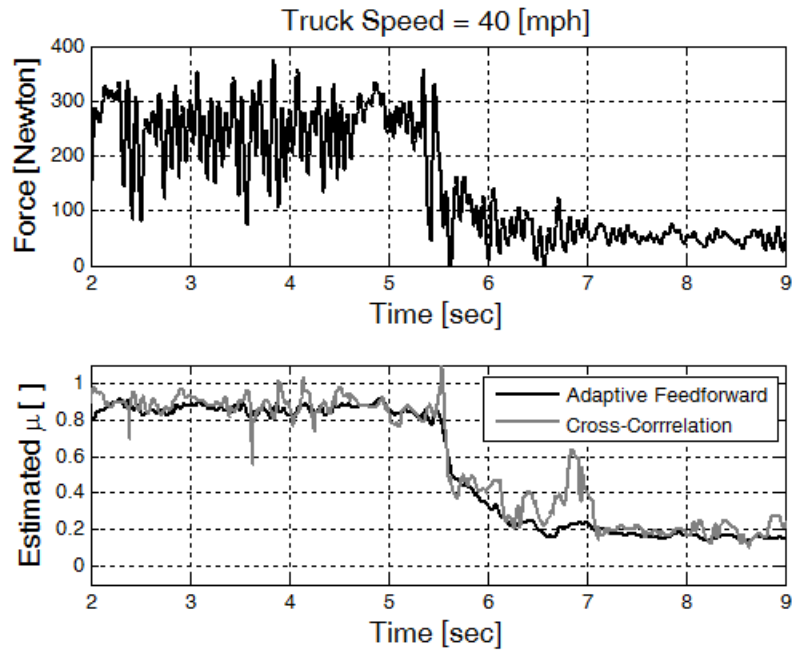 Truck Speed = 40 [mph]
400
300
200
100
0
Force [Newton]
2 3 4 5 6 7 8 9
Time [sec]
1
0.8
0.6
0.4
0.2
0
Estimated μ [ ]
Adaptive Feedforward
Cross-Corrrelation
2 3 4 5 6 7 8 9
Time [sec]